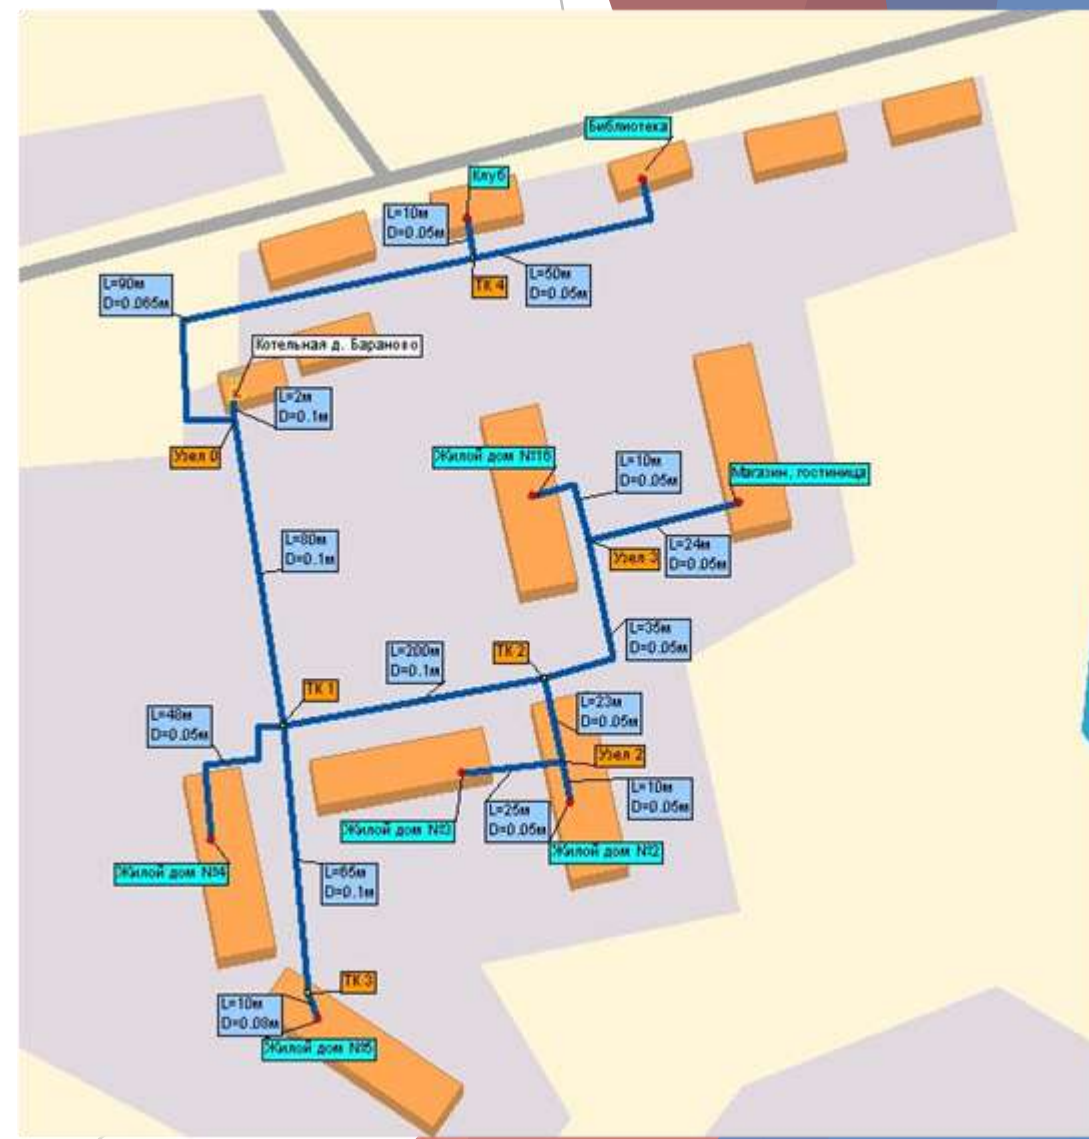 Библиотека
Клуб
L=10м
D=0.05м
ТК 4
L=50м
D=0.05м
L=90м
D=0.065м
Котельная д. Бараново
L=2м
D=0.1м
Узел 0
Жилой дом №16
L=10м
D=0.05м
Магазин, гостиница
L=80м
D=0.1м
Узел 3
L=24м
D=0.05м
L=35м
D=0.05м
L=200м
D=0.1м
ТК 2
ТК 1
L=48м
D=0.05м
L=23м
D=0.05м
Узел 2
L=25м
D=0.05м
L=10м
D=0.05м
Жилой дом №3
Жилой дом №2
Жилой дом №4
L=65м
D=0.1м
ТК 3
L=10м
D=0.08м
Жилой дом №5